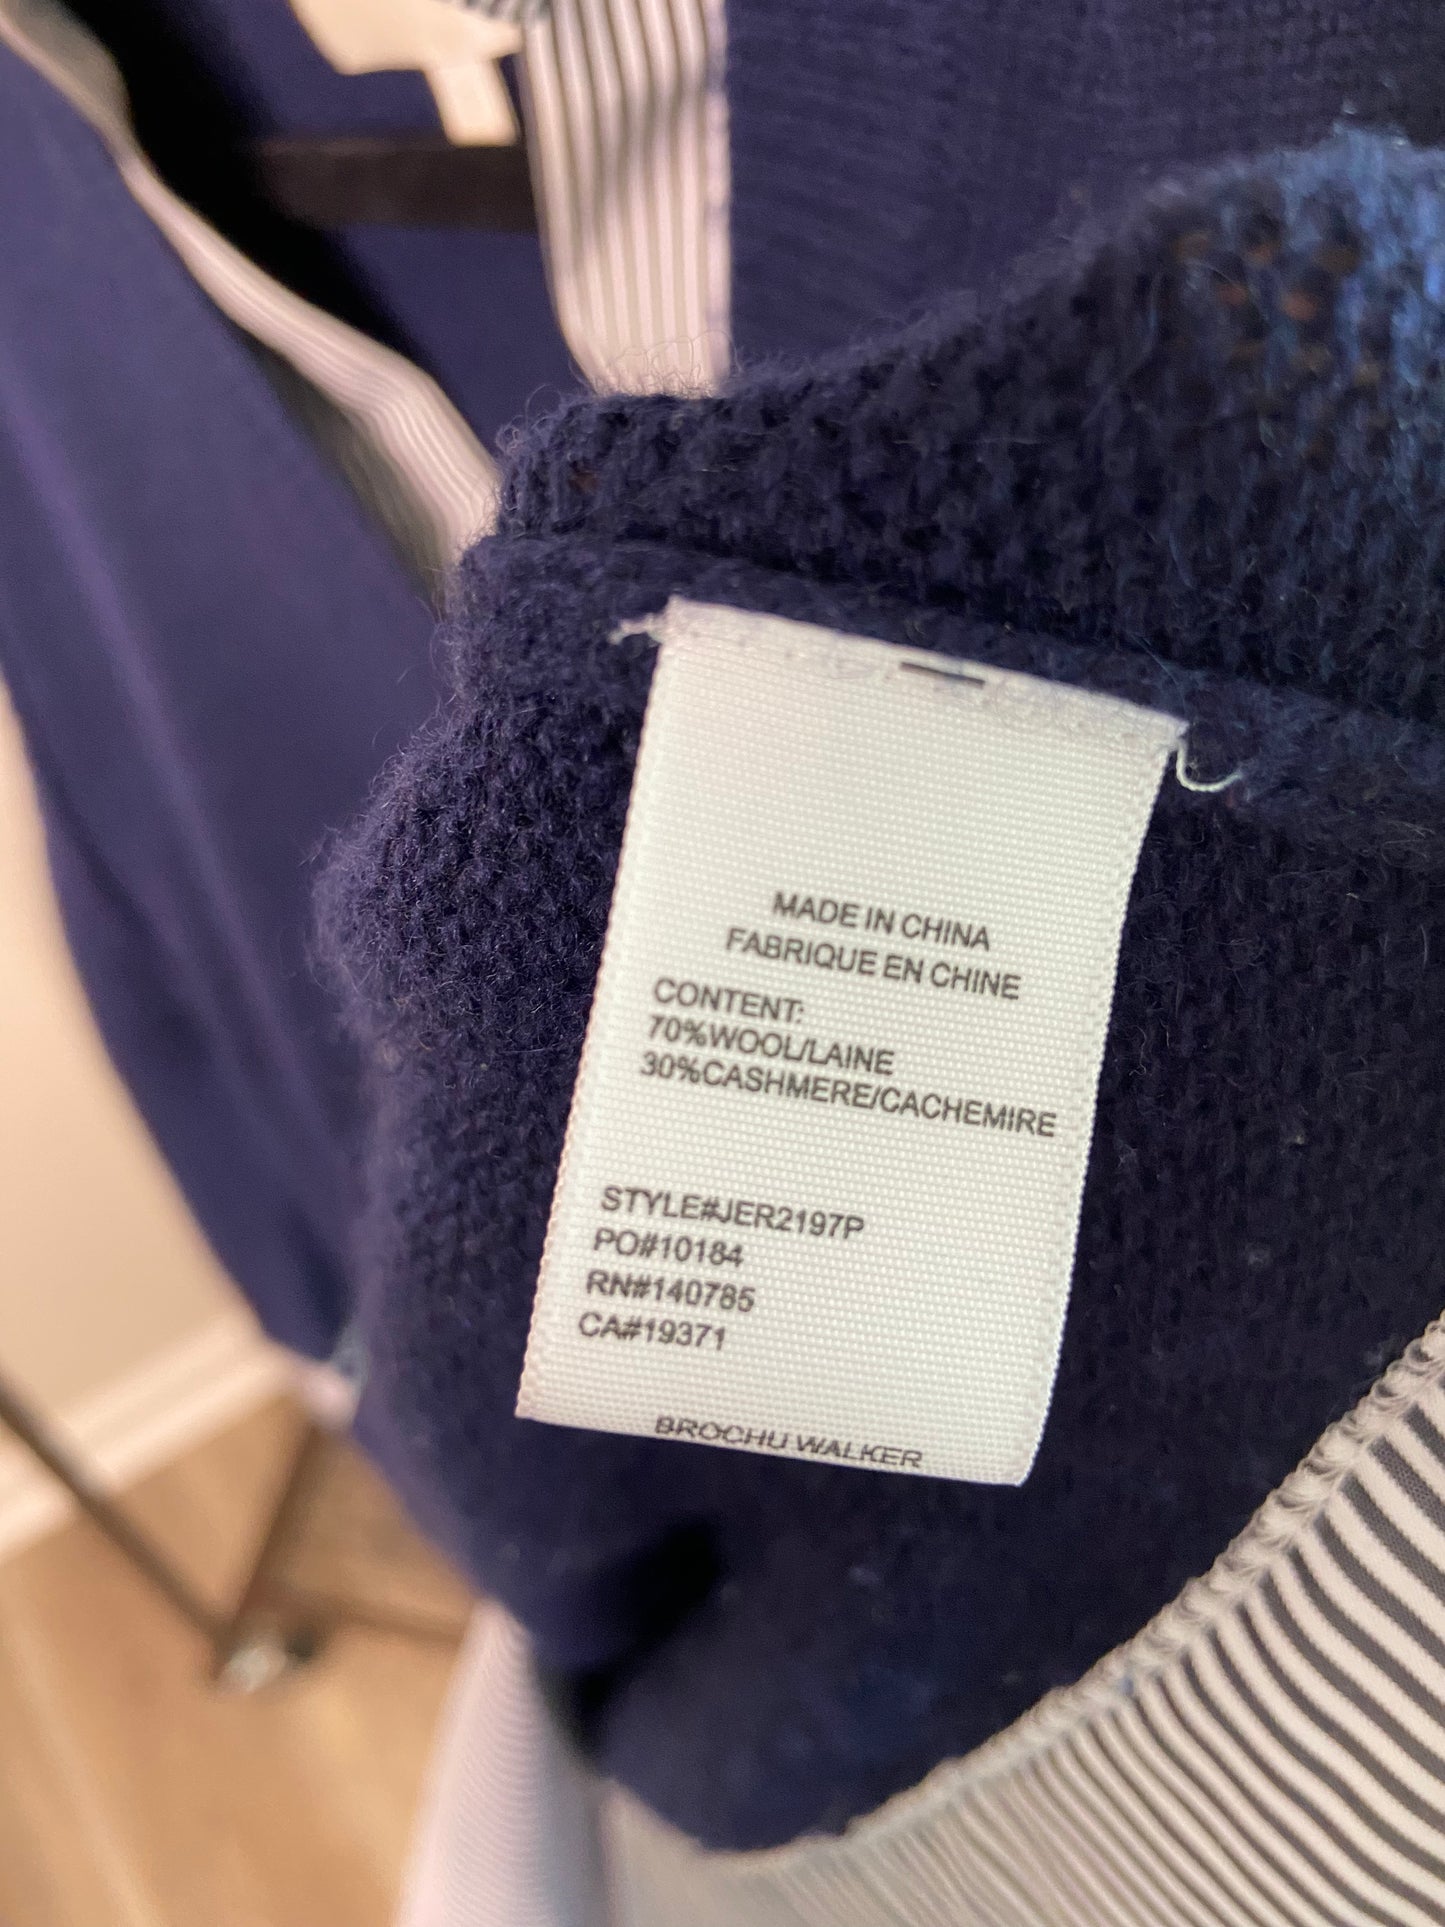 MADE IN CHINA
FABRIQUE EN CHINE
CONTENT:
70%WOOL/LAINE
30%CASHMERE/CACHEMIRE
STYLE#JER2197P
PO#10184
RN#140785
CA#19371
BROCHU WALKER